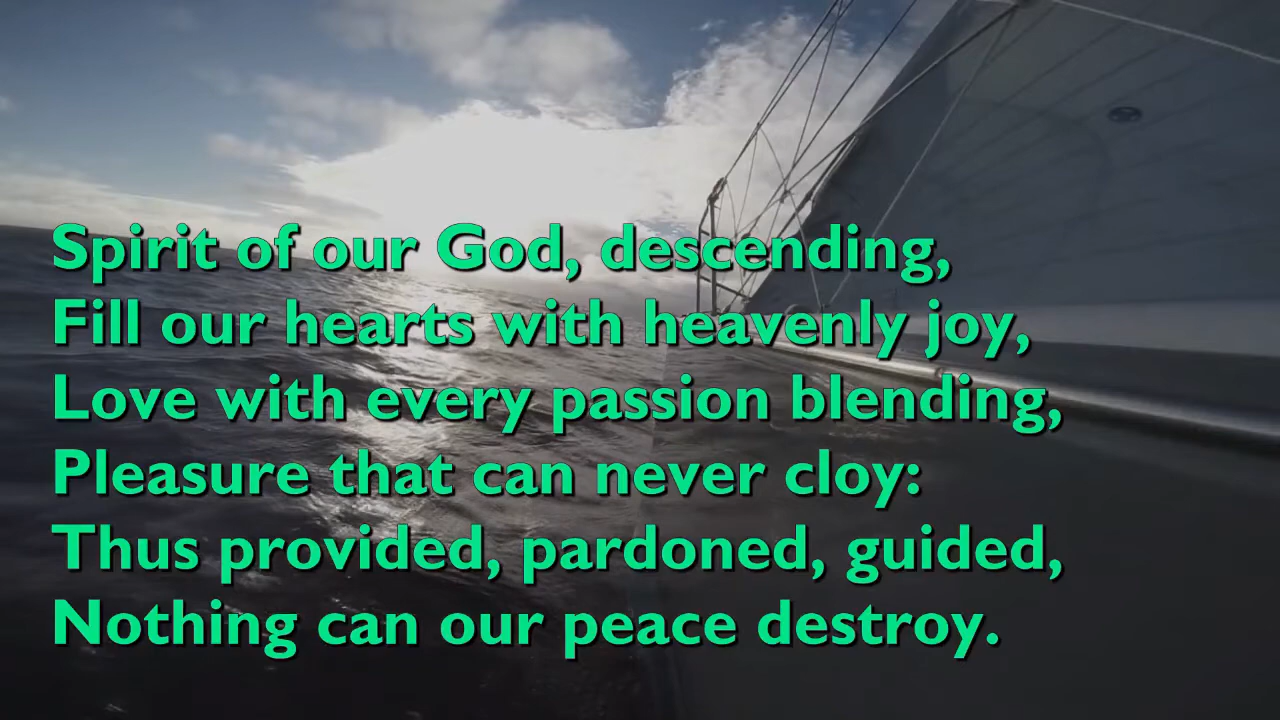 Spirit of our God, descending,
Fill our hearts with heavenly joy,
Love with every passion blending,
Pleasure that can never cloy:
Thus provided, pardoned, guided,
Nothing can our peace destroy.